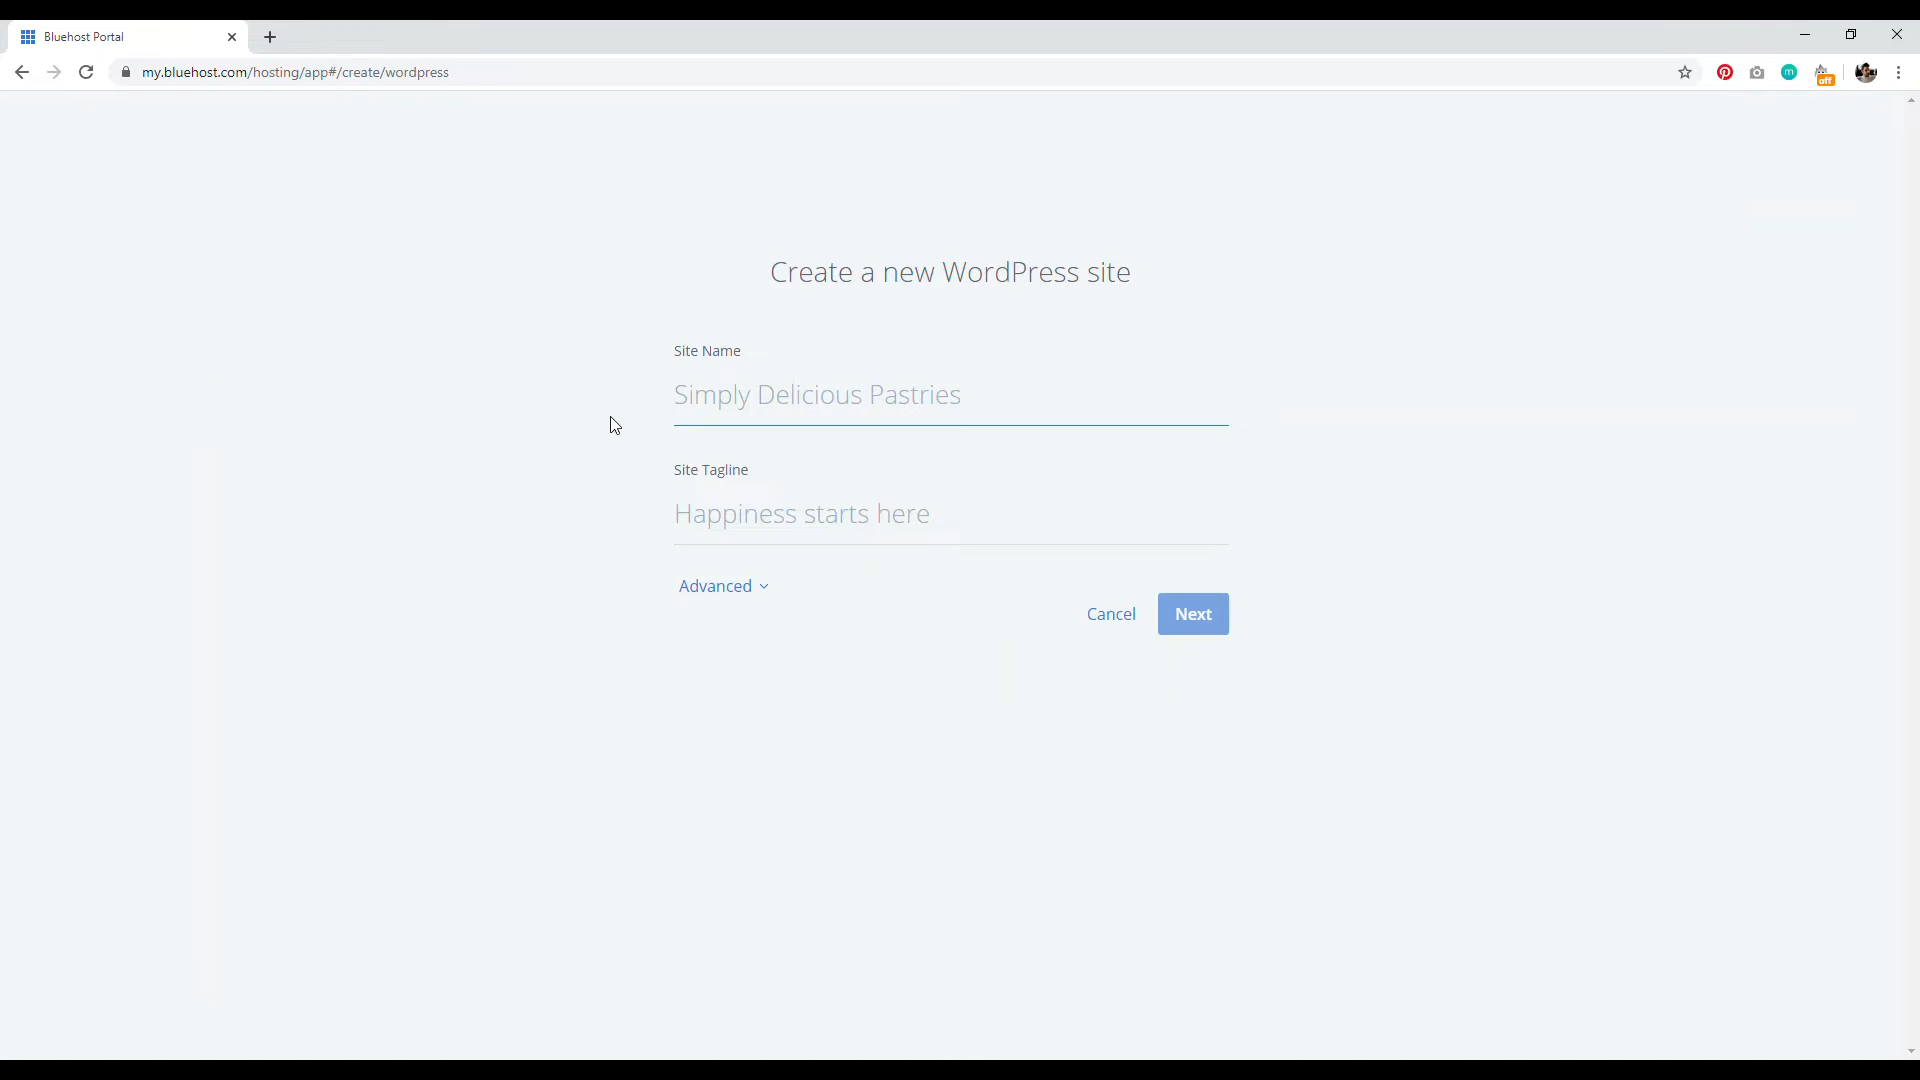 Bluehost Portal
my.bluehost.com/hosting/app#/create/wordpress
m
off
Create a new WordPress site
Site Name
Simply Delicious Pastries
Site Tagline
Happiness starts here
Advanced
Cancel
Next